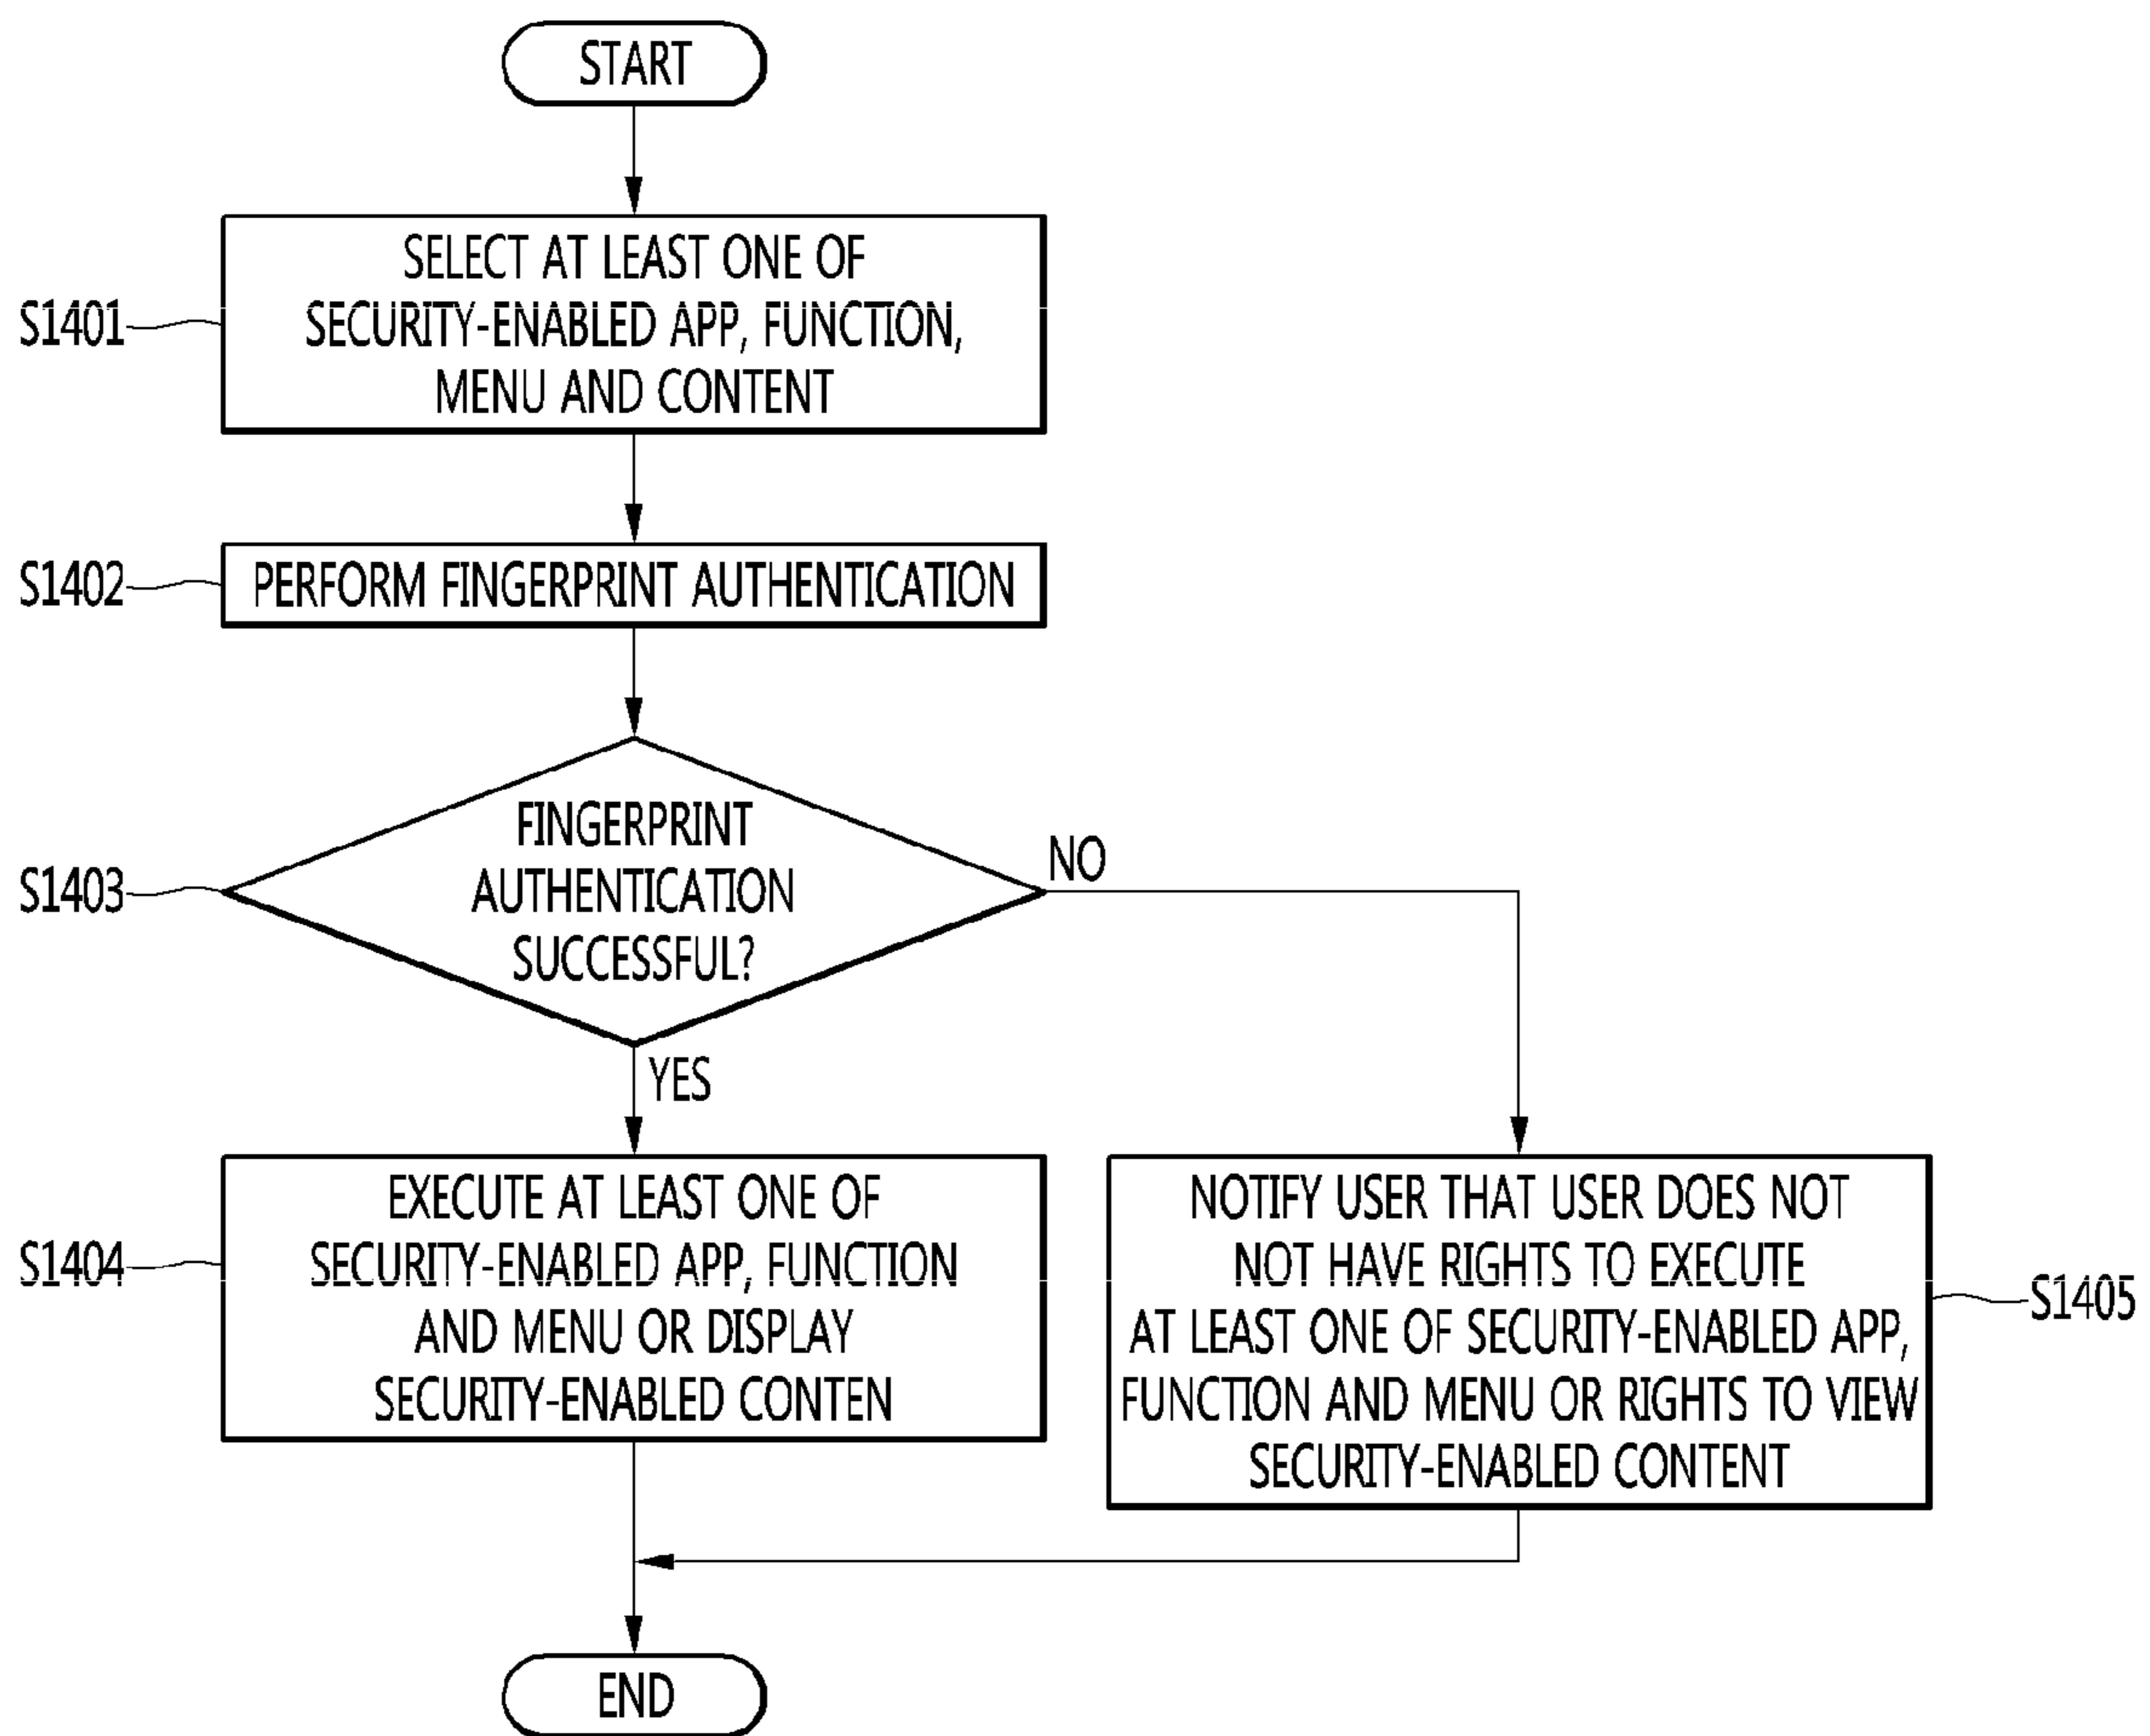 START
SELECT AT LEAST ONE OF
SECURITY-ENABLED APP, FUNCTION,
MENU AND CONTENT
S1401
PERFORM FINGERPRINT AUTHENTICATION
S1402
FINGERPRINT
AUTHENTICATION
SUCCESSFUL?
S1403
NO
YES
EXECUTE AT LEAST ONE OF
SECURITY-ENABLED APP, FUNCTION
AND MENU OR DISPLAY
SECURITY-ENABLED CONTEN
S1404
NOTIFY USER THAT USER DOES NOT
NOT HAVE RIGHTS TO EXECUTE
AT LEAST ONE OF SECURITY-ENABLED APP,
FUNCTION AND MENU OR RIGHTS TO VIEW
SECURITY-ENABLED CONTENT
S1405
END